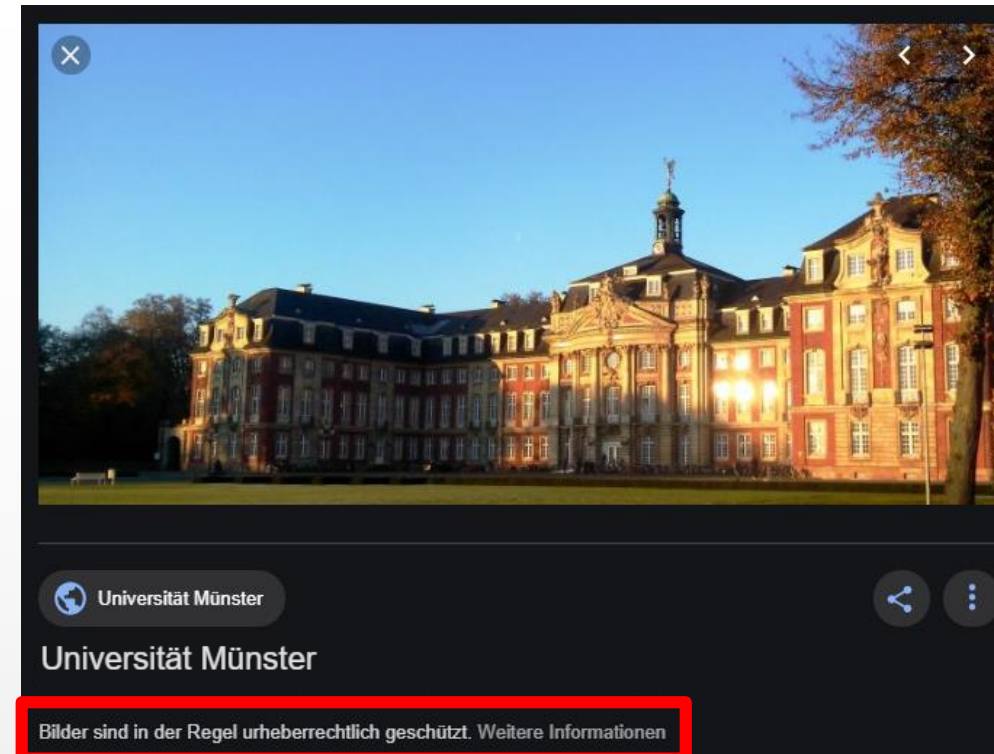 Universität Münster
Universität Münster
Bilder sind in der Regel urheberrechtlich geschützt. Weitere Informationen